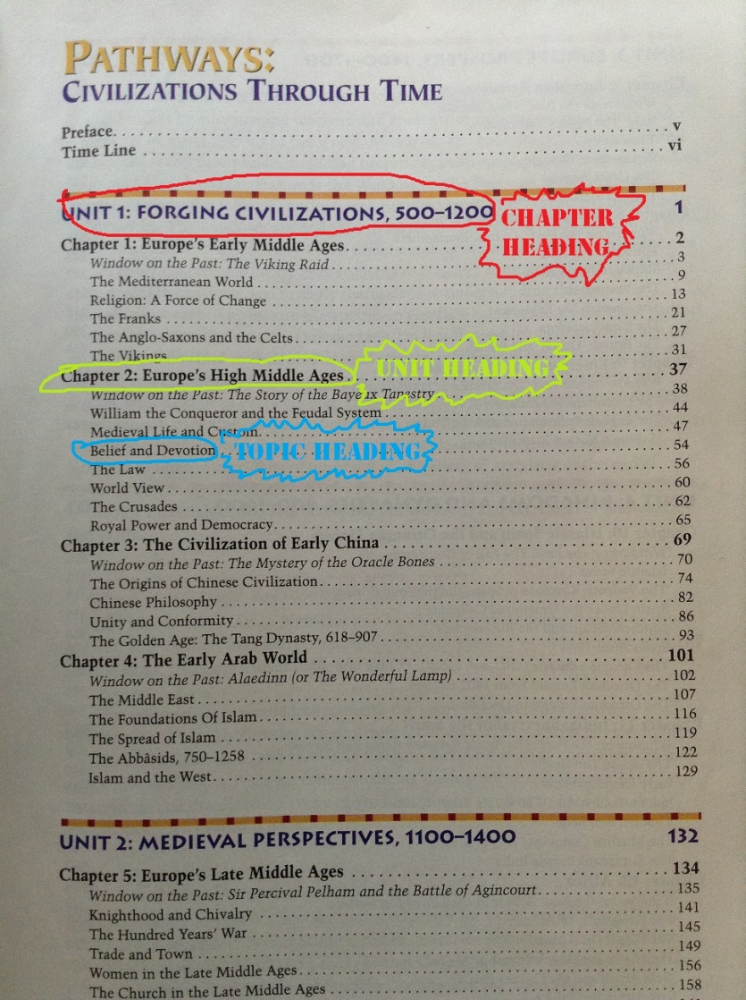 PATHWAYS:
CIVILIZATIONS THROUGH TIME
Preface. . . . . . . . . . v
Time Line . . . . . . . . . . vi
UNIT 1: FORGING CIVILIZATIONS, 500–1200 1
CHAPTER
HEADING
Chapter 1: Europe's Early Middle Ages. . . . . . . . . . 2
Window on the Past: The Viking Raid . . . . . . . . . . 3
The Mediterranean World . . . . . . . . . . 9
Religion: A Force of Change . . . . . . . . . . 13
The Franks . . . . . . . . . . 21
The Anglo-Saxons and the Celts. . . . . . . . . . 27
The Vikings . . . . . . . . . . 31
UNIT HEADING
Chapter 2: Europe's High Middle Ages . . . . . . . . . . 37
Window on the Past: The Story of the Bayeux Tapestry . . . . . . . . . . 38
William the Conqueror and the Feudal System . . . . . . . . . . 44
Medieval Life and Custom. . . . . . . . . . 47
Belief and Devotion . . . . . . . . . . 54
TOPIC HEADING
The Law . . . . . . . . . . 56
World View . . . . . . . . . . 60
The Crusades . . . . . . . . . . 62
Royal Power and Democracy. . . . . . . . . . 65
Chapter 3: The Civilization of Early China . . . . . . . . . . 69
Window on the Past: The Mystery of the Oracle Bones . . . . . . . . . . 70
The Origins of Chinese Civilization. . . . . . . . . . 74
Chinese Philosophy . . . . . . . . . . 82
Unity and Conformity . . . . . . . . . . 86
The Golden Age: The Tang Dynasty, 618–907 . . . . . . . . . . 93
Chapter 4: The Early Arab World . . . . . . . . . . 101
Window on the Past: Alaedinn (or The Wonderful Lamp) . . . . . . . . . . 102
The Middle East . . . . . . . . . . 107
The Foundations Of Islam . . . . . . . . . . 116
The Spread of Islam . . . . . . . . . . 119
The Abbâsids, 750–1258 . . . . . . . . . . 122
Islam and the West. . . . . . . . . . 129
UNIT 2: MEDIEVAL PERSPECTIVES, 1100–1400 132
Chapter 5: Europe's Late Middle Ages . . . . . . . . . . 134
Window on the Past: Sir Percival Pelham and the Battle of Agincourt. . . . . . . . . . 135
Knighthood and Chivalry . . . . . . . . . . 141
The Hundred Years' War . . . . . . . . . . 145
Trade and Town . . . . . . . . . . 149
Women in the Late Middle Ages . . . . . . . . . . 156
The Church in the Late Middle Ages . . . . . . . . . . 158